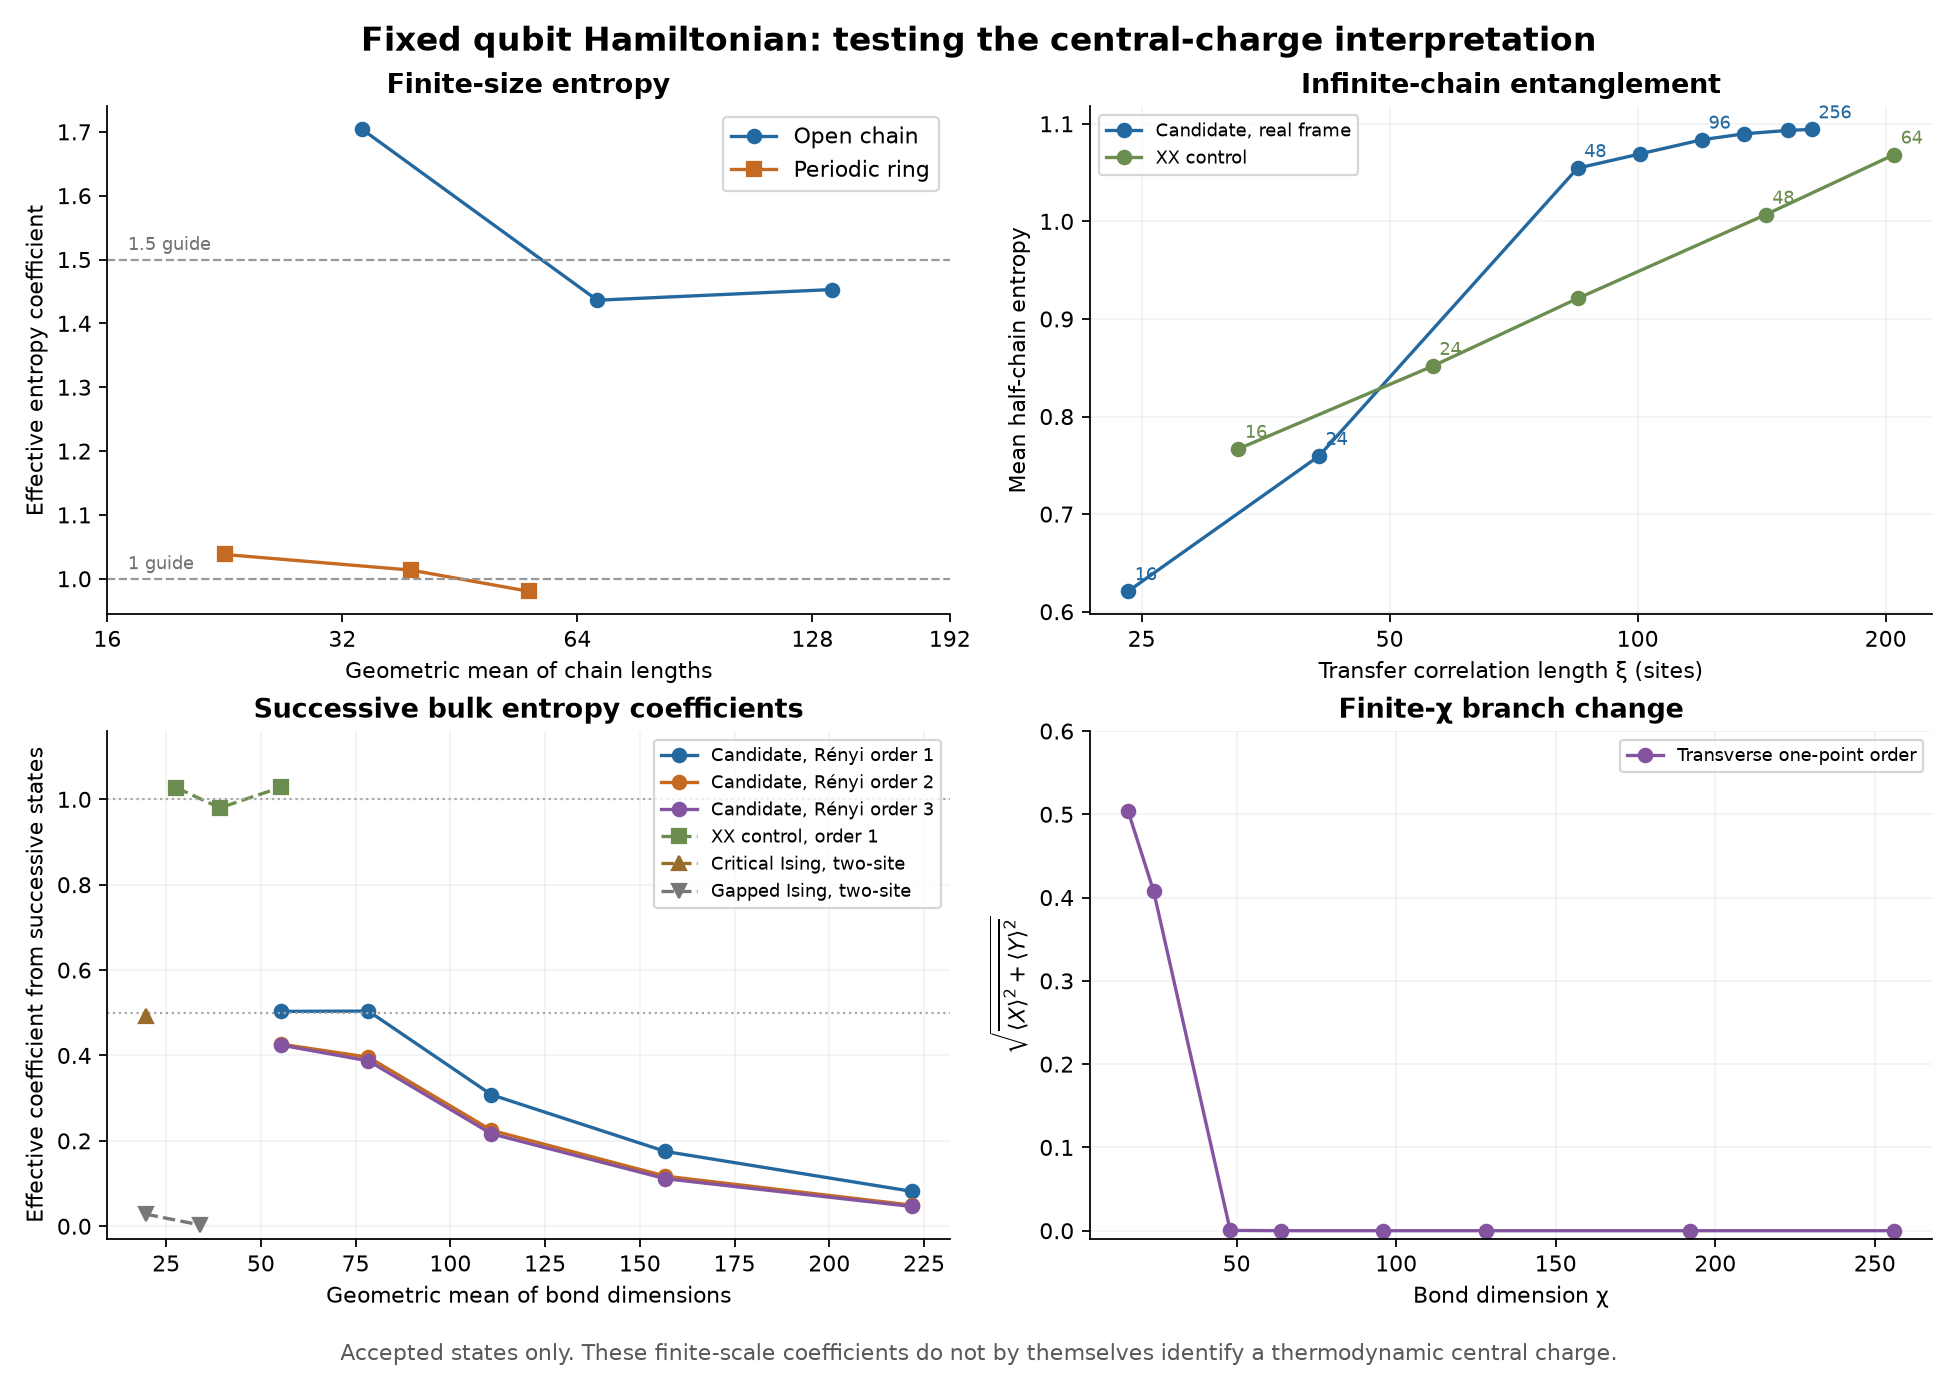 Fixed qubit Hamiltonian: testing the central-charge interpretation
Finite-size entropy
Effective entropy coefficient
1.7
1.6
1.5
1.4
1.3
1.2
1.1
1.0
1.5 guide
1 guide
Open chain
Periodic ring
16
32
64
128
192
Geometric mean of chain lengths
Infinite-chain entanglement
Mean half-chain entropy
1.1
1.0
0.9
0.8
0.7
0.6
Candidate, real frame
XX control
16
24
48
96
256
16
24
48
64
25
50
100
200
Transfer correlation length ξ (sites)
Successive bulk entropy coefficients
Effective coefficient from successive states
1.0
0.8
0.6
0.4
0.2
0.0
Candidate, Rényi order 1
Candidate, Rényi order 2
Candidate, Rényi order 3
XX control, order 1
Critical Ising, two-site
Gapped Ising, two-site
25
50
75
100
125
150
175
200
225
Geometric mean of bond dimensions
Finite-χ branch change
√⟨X⟩² + ⟨Y⟩²
0.6
0.5
0.4
0.3
0.2
0.1
0.0
Transverse one-point order
50
100
150
200
250
Bond dimension χ
Accepted states only. These finite-scale coefficients do not by themselves identify a thermodynamic central charge.